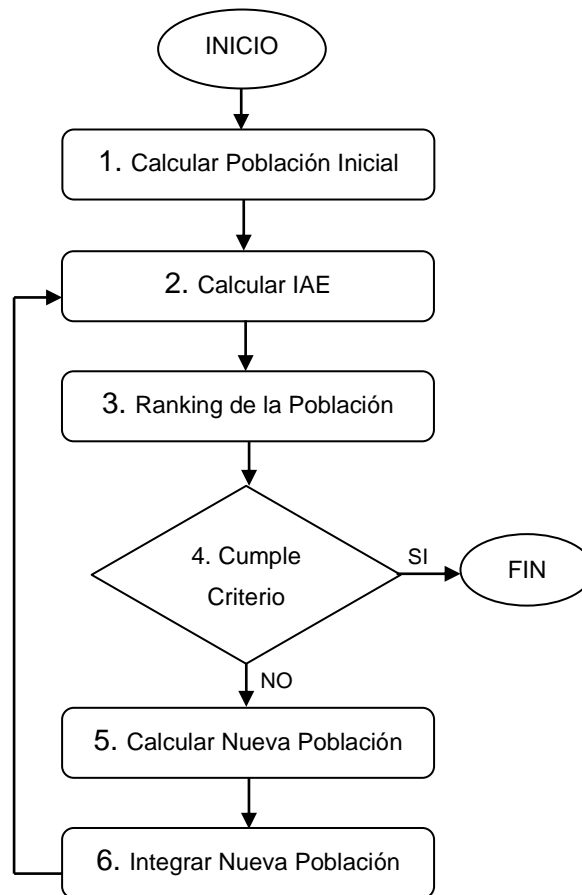 INICIO
1. Calcular Población Inicial
2. Calcular IAE
3. Ranking de la Población
4. Cumple
Criterio
SI
FIN
NO
5. Calcular Nueva Población
6. Integrar Nueva Población